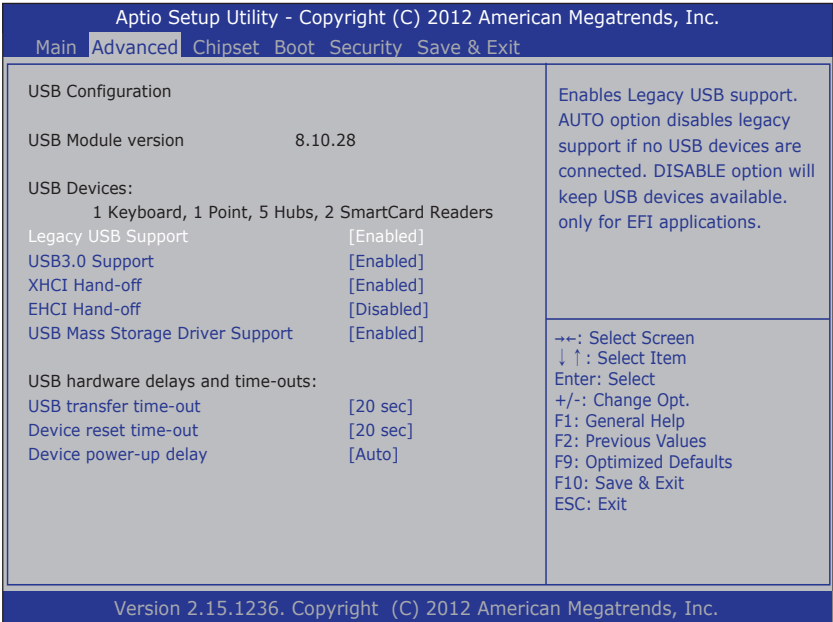 Aptio Setup Utility - Copyright (C) 2012 American Megatrends, Inc.
Main Advanced Chipset Boot Security Save & Exit
USB Configuration
USB Module version 8.10.28
USB Devices:
1 Keyboard, 1 Point, 5 Hubs, 2 SmartCard Readers
Legacy USB Support [Enabled]
USB3.0 Support [Enabled]
XHCI Hand-off [Enabled]
EHCI Hand-off [Disabled]
USB Mass Storage Driver Support [Enabled]
USB hardware delays and time-outs:
USB transfer time-out [20 sec]
Device reset time-out [20 sec]
Device power-up delay [Auto]
Enables Legacy USB support.
AUTO option disables legacy
support if no USB devices are
connected. DISABLE option will
keep USB devices available.
only for EFI applications.
→←: Select Screen
↓↑: Select Item
Enter: Select
+/-: Change Opt.
F1: General Help
F2: Previous Values
F9: Optimized Defaults
F10: Save & Exit
ESC: Exit
Version 2.15.1236. Copyright (C) 2012 American Megatrends, Inc.